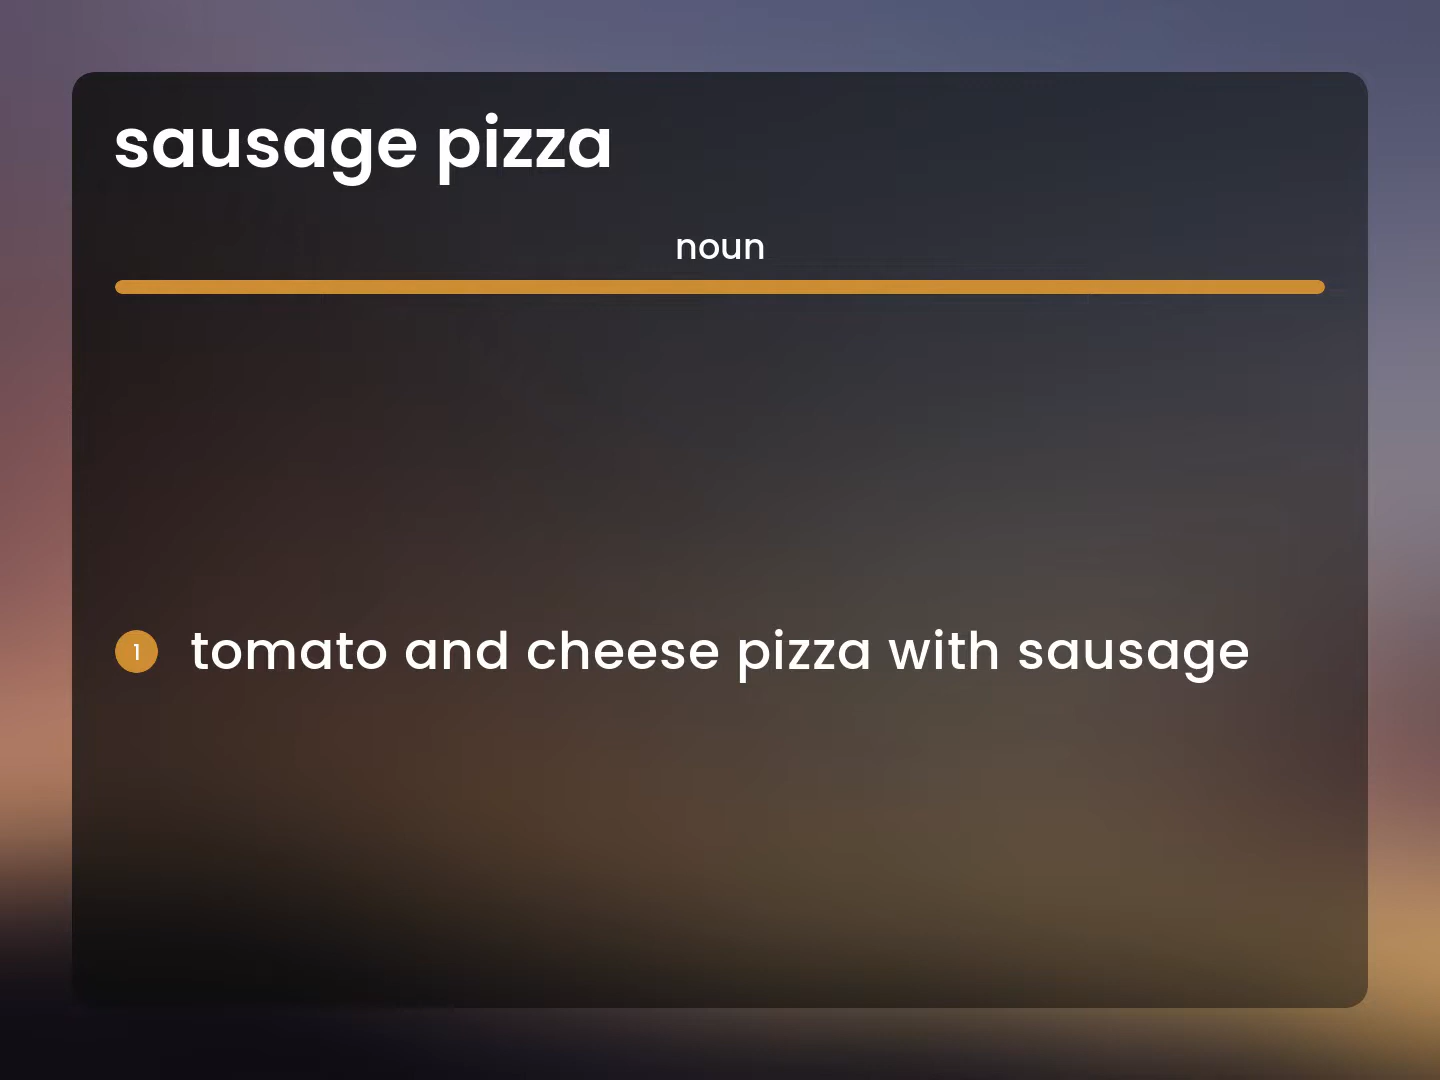 sausage pizza
noun
1 tomato and cheese pizza with sausage